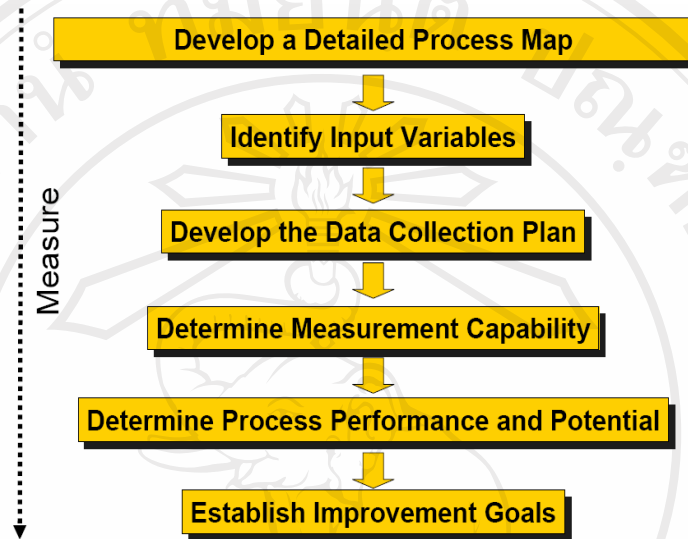 Develop a Detailed Process Map
Identify Input Variables
Develop the Data Collection Plan
Measure
Determine Measurement Capability
Determine Process Performance and Potential
Establish Improvement Goals